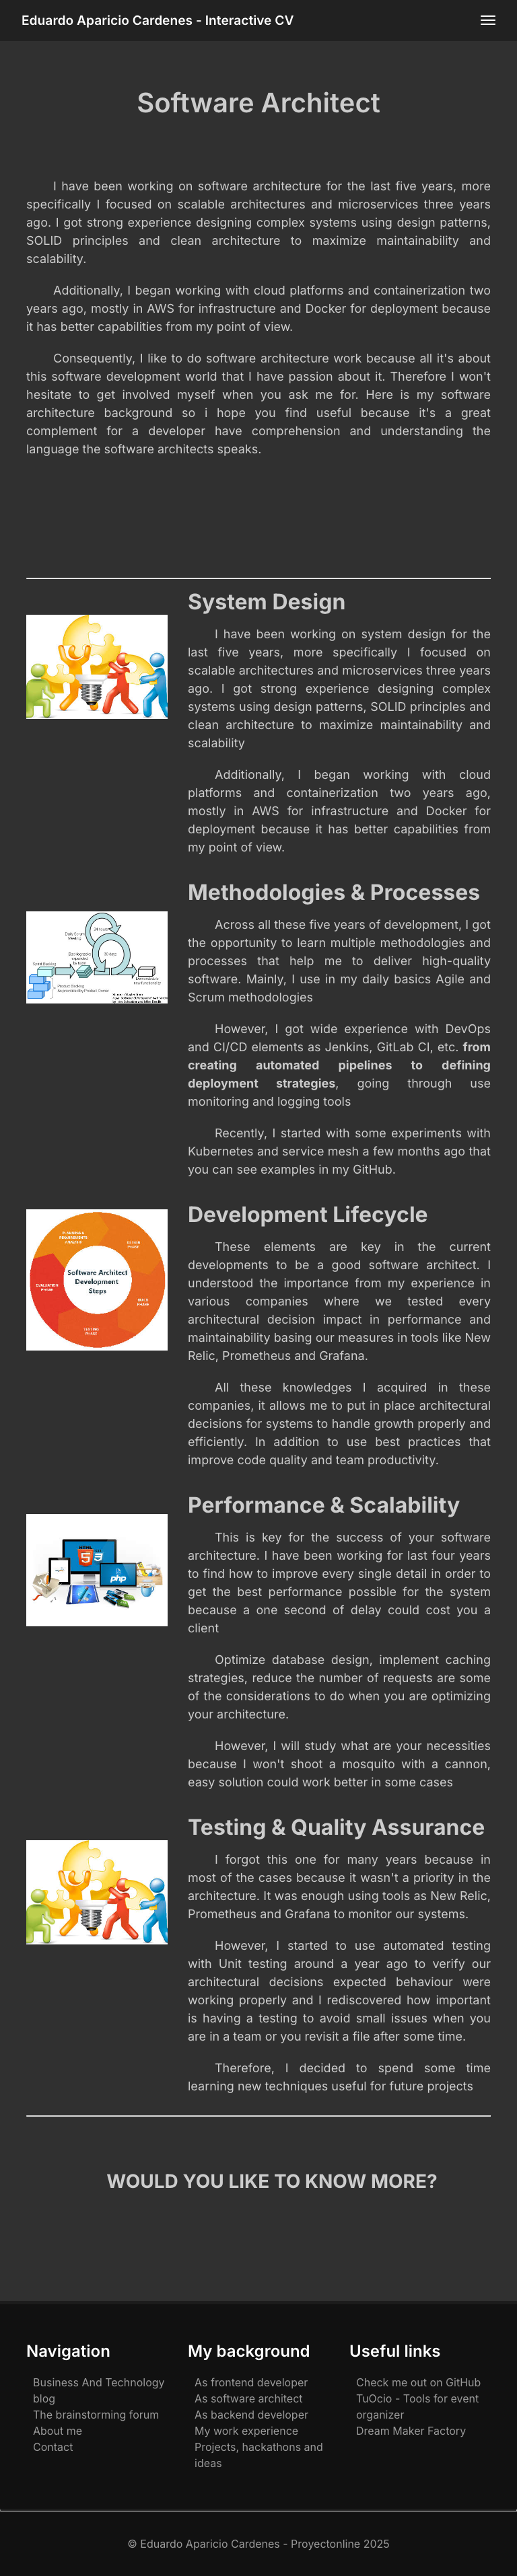 Eduardo Aparicio Cardenes - Interactive CV
Software Architect
I have been working on software architecture for the last five years, more
specifically I focused on scalable architectures and microservices three years
ago. I got strong experience designing complex systems using design patterns,
SOLID principles and clean architecture to maximize maintainability and
scalability.
Additionally, I began working with cloud platforms and containerization two
years ago, mostly in AWS for infrastructure and Docker for deployment because
it has better capabilities from my point of view.
Consequently, I like to do software architecture work because all it's about
this software development world that I have passion about it. Therefore I won't
hesitate to get involved myself when you ask me for. Here is my software
architecture background so i hope you find useful because it's a great
complement for a developer have comprehension and understanding the
language the software architects speaks.
System Design
I have been working on system design for the
last five years, more specifically I focused on
scalable architectures and microservices three years
ago. I got strong experience designing complex
systems using design patterns, SOLID principles and
clean architecture to maximize maintainability and
scalability
Additionally, I began working with cloud
platforms and containerization two years ago,
mostly in AWS for infrastructure and Docker for
deployment because it has better capabilities from
my point of view.
Methodologies & Processes
Across all these five years of development, I got
the opportunity to learn multiple methodologies and
processes that help me to deliver high-quality
software. Mainly, I use in my daily basics Agile and
Scrum methodologies
However, I got wide experience with DevOps
and CI/CD elements as Jenkins, GitLab CI, etc. from
creating automated pipelines to defining
deployment strategies, going through use
monitoring and logging tools
Recently, I started with some experiments with
Kubernetes and service mesh a few months ago that
you can see examples in my GitHub.
Software Architect
Development
Steps
Development Lifecycle
These elements are key in the current
developments to be a good software architect. I
understood the importance from my experience in
various companies where we tested every
architectural decision impact in performance and
maintainability basing our measures in tools like New
Relic, Prometheus and Grafana.
All these knowledges I acquired in these
companies, it allows me to put in place architectural
decisions for systems to handle growth properly and
efficiently. In addition to use best practices that
improve code quality and team productivity.
HTML
5
php
Performance & Scalability
This is key for the success of your software
architecture. I have been working for last four years
to find how to improve every single detail in order to
get the best performance possible for the system
because a one second of delay could cost you a
client
Optimize database design, implement caching
strategies, reduce the number of requests are some
of the considerations to do when you are optimizing
your architecture.
However, I will study what are your necessities
because I won't shoot a mosquito with a cannon,
easy solution could work better in some cases
Testing & Quality Assurance
I forgot this one for many years because in
most of the cases because it wasn't a priority in the
architecture. It was enough using tools as New Relic,
Prometheus and Grafana to monitor our systems.
However, I started to use automated testing
with Unit testing around a year ago to verify our
architectural decisions expected behaviour were
working properly and I rediscovered how important
is having a testing to avoid small issues when you
are in a team or you revisit a file after some time.
Therefore, I decided to spend some time
learning new techniques useful for future projects
WOULD YOU LIKE TO KNOW MORE?
Navigation
Business And Technology
blog
The brainstorming forum
About me
Contact
My background
As frontend developer
As software architect
As backend developer
My work experience
Projects, hackathons and
ideas
Useful links
Check me out on GitHub
TuOcio - Tools for event
organizer
Dream Maker Factory
© Eduardo Aparicio Cardenes - Proyectonline 2025